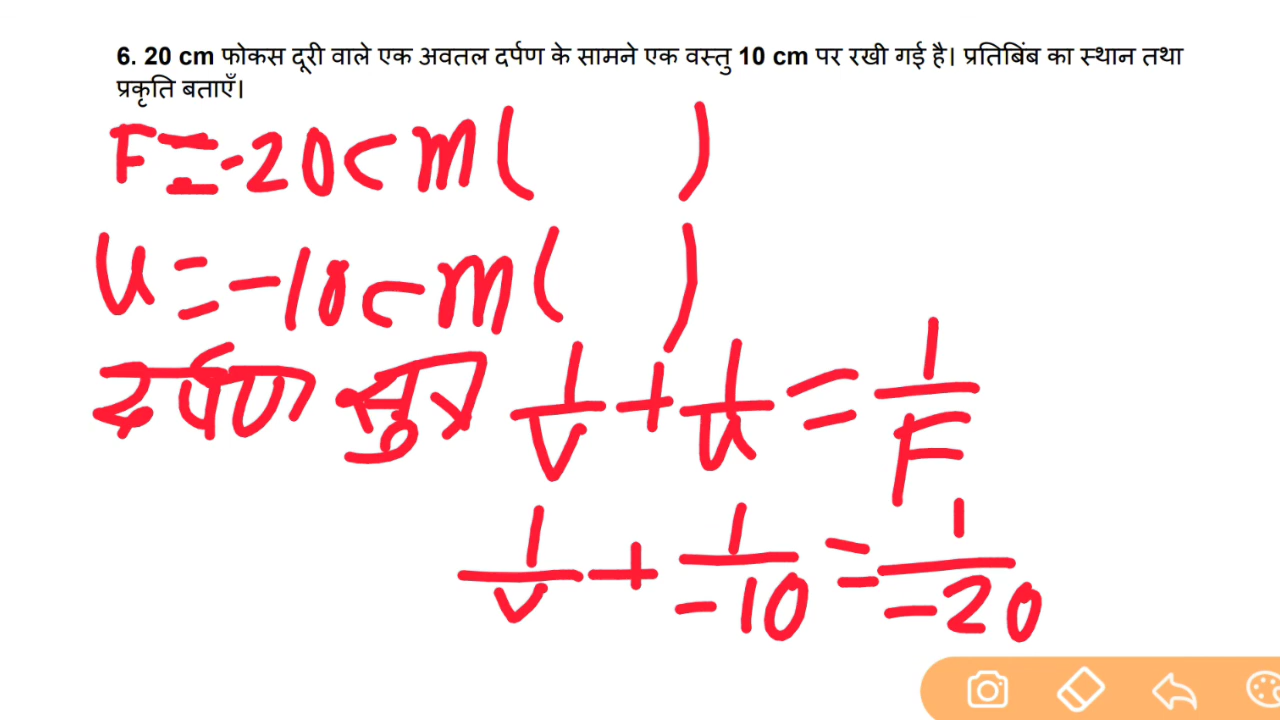 6. 20 cm फोकस दूरी वाले एक अवतल दर्पण के सामने एक वस्तु 10 cm पर रखी गई है। प्रतिबिंब का स्थान तथा
प्रकृति बताएँ।
F = -20cm (     )
u = -10cm (     )
दर्पण सुत्र 1/v + 1/u = 1/F
1/v + 1/-10 = 1/-20